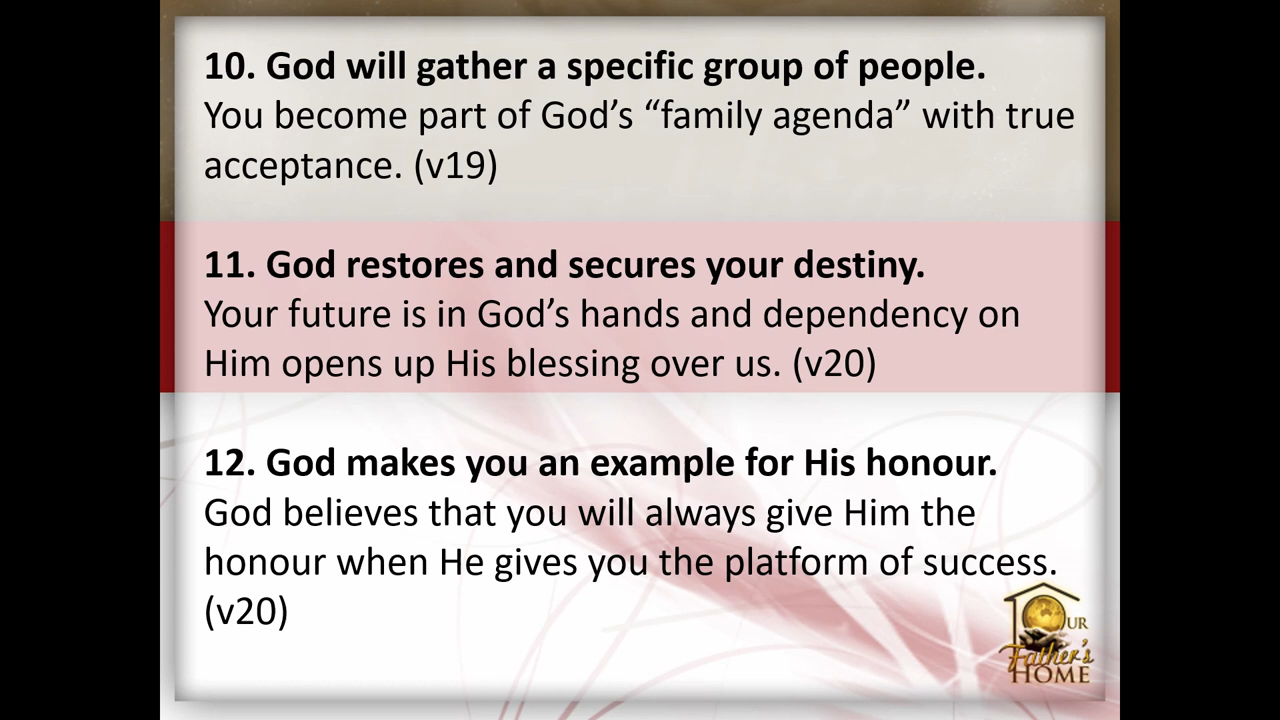 10. God will gather a specific group of people.
You become part of God’s “family agenda” with true
acceptance. (v19)
11. God restores and secures your destiny.
Your future is in God’s hands and dependency on
Him opens up His blessing over us. (v20)
12. God makes you an example for His honour.
God believes that you will always give Him the
honour when He gives you the platform of success.
(v20)
OUR
Father's
HOME